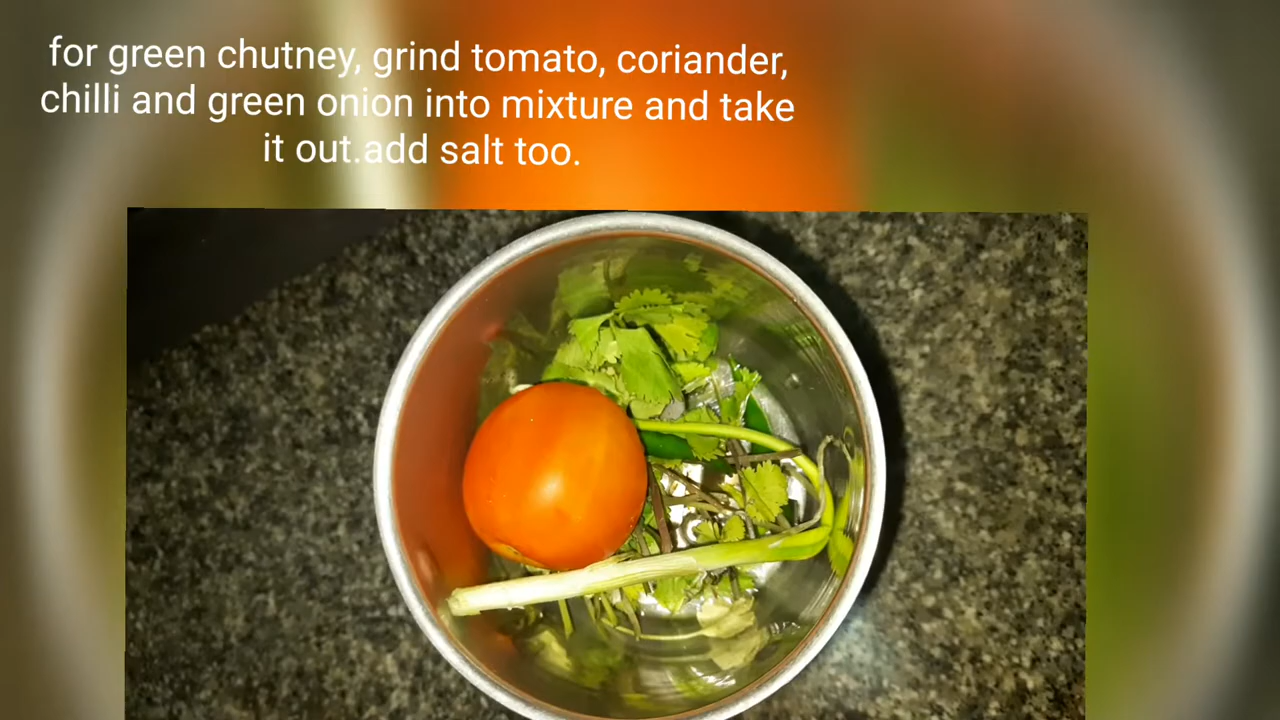 for green chutney, grind tomato, coriander,
chilli and green onion into mixture and take
it out.add salt too.